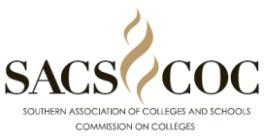 SACS COC
SOUTHERN ASSOCIATION OF COLLEGES AND SCHOOLS
COMMISSION ON COLLEGES